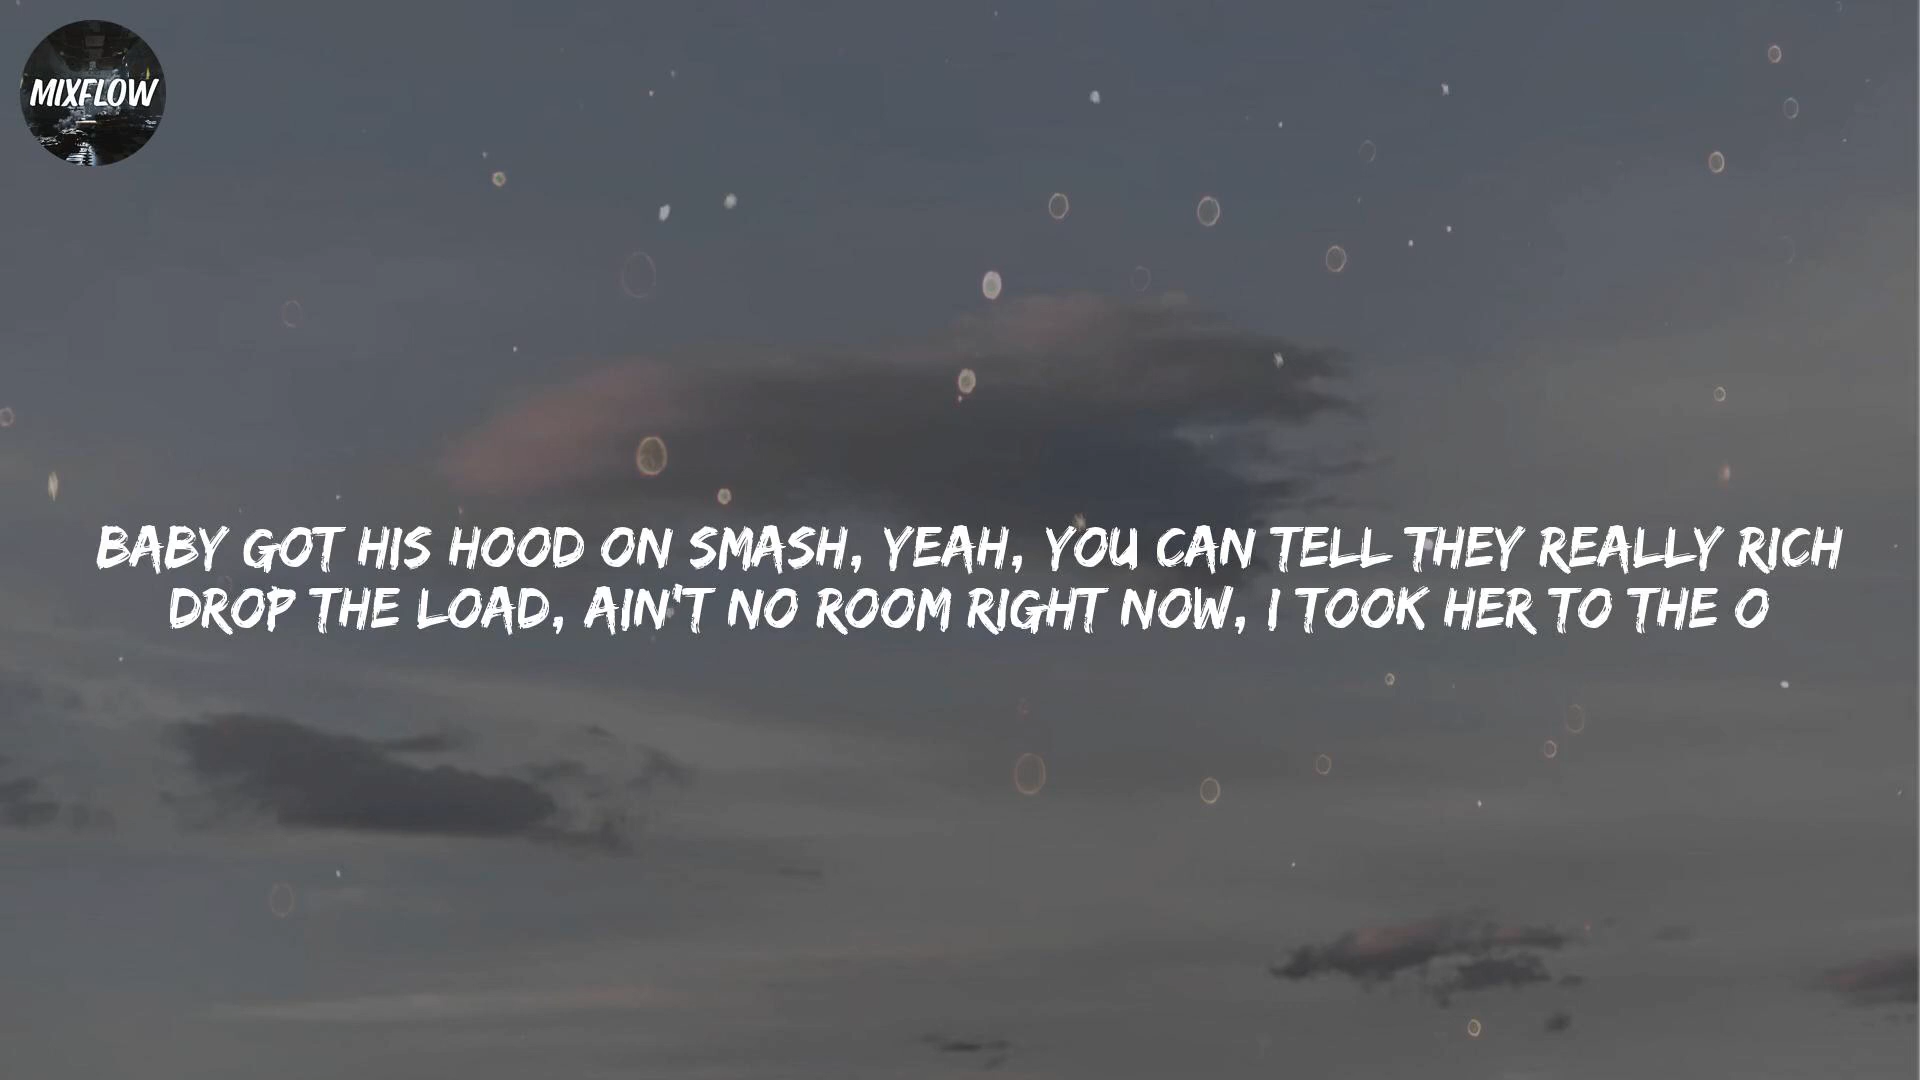 MIXFLOW
BABY GOT HIS HOOD ON SMASH, YEAH, YOU CAN TELL THEY REALLY RICH
DROP THE LOAD, AIN'T NO ROOM RIGHT NOW, I TOOK HER TO THE O